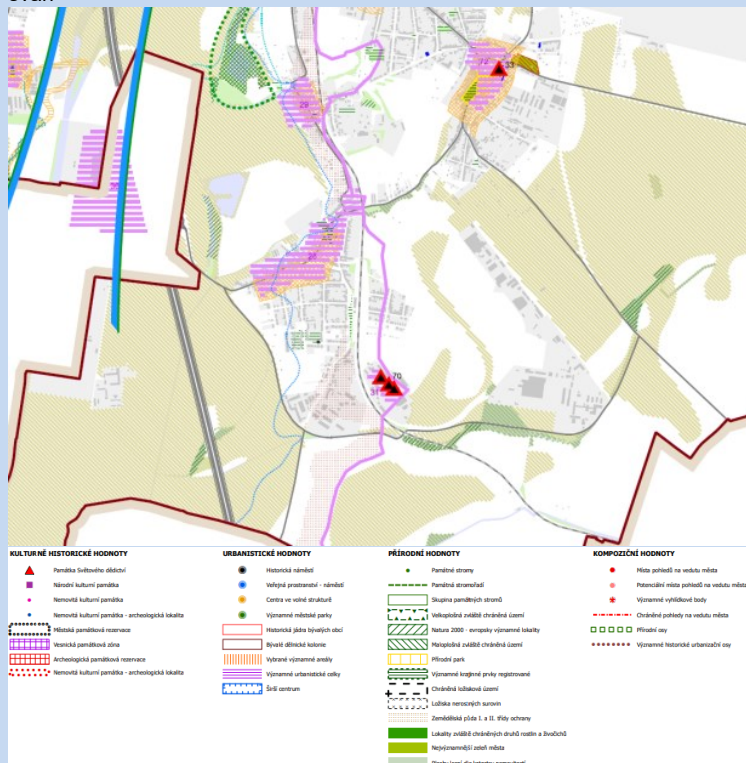 33
70
31
KULTURNĚ HISTORICKÉ HODNOTY
Památka Světového dědictví
Národní kulturní památka
Nemovitá kulturní památka
Nemovitá kulturní památka - archeologická lokalita
Městská památková rezervace
Vesnická památková zóna
Archeologická památková rezervace
Nemovitá kulturní památka - archeologická lokalita
URBANISTICKÉ HODNOTY
Historická náměstí
Veřejná prostranství - náměstí
Centra ve volné struktuře
Významné městské parky
Historická jádra bývalých obcí
Bývalé dělnické kolonie
Vybrané významné areály
Významné urbanistické celky
Širší centrum
PŘÍRODNÍ HODNOTY
Památné stromy
Památná stromořadí
Skupina památných stromů
Velkoplošná zvláště chráněná území
Natura 2000 - evropsky významné lokality
Maloplošná zvláště chráněná území
Přírodní park
Významné krajinné prvky registrované
Chráněná ložisková území
Ložiska nerostných surovin
Zemědělská půda I. a II. třídy ochrany
Lokality zvláště chráněných druhů rostlin a živočichů
Nejvýznamnější zeleň města
KOMPOZIČNÍ HODNOTY
Místa pohledů na vedutu města
Potenciální místa pohledů na vedutu města
Významné vyhlídkové body
Chráněné pohledy na vedutu města
Přírodní osy
Významné historické urbanizační osy